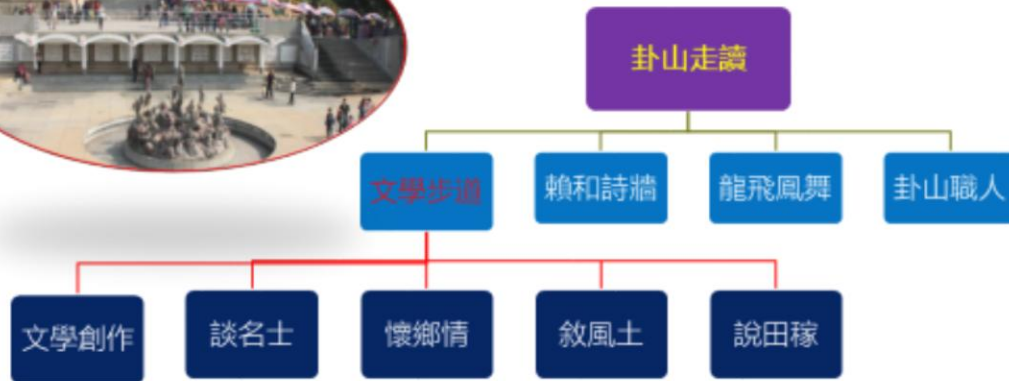 卦山走讀
文學步道
賴和詩牆
龍飛鳳舞
卦山職人
文學創作
談名士
懷鄉情
敘風土
說田稼